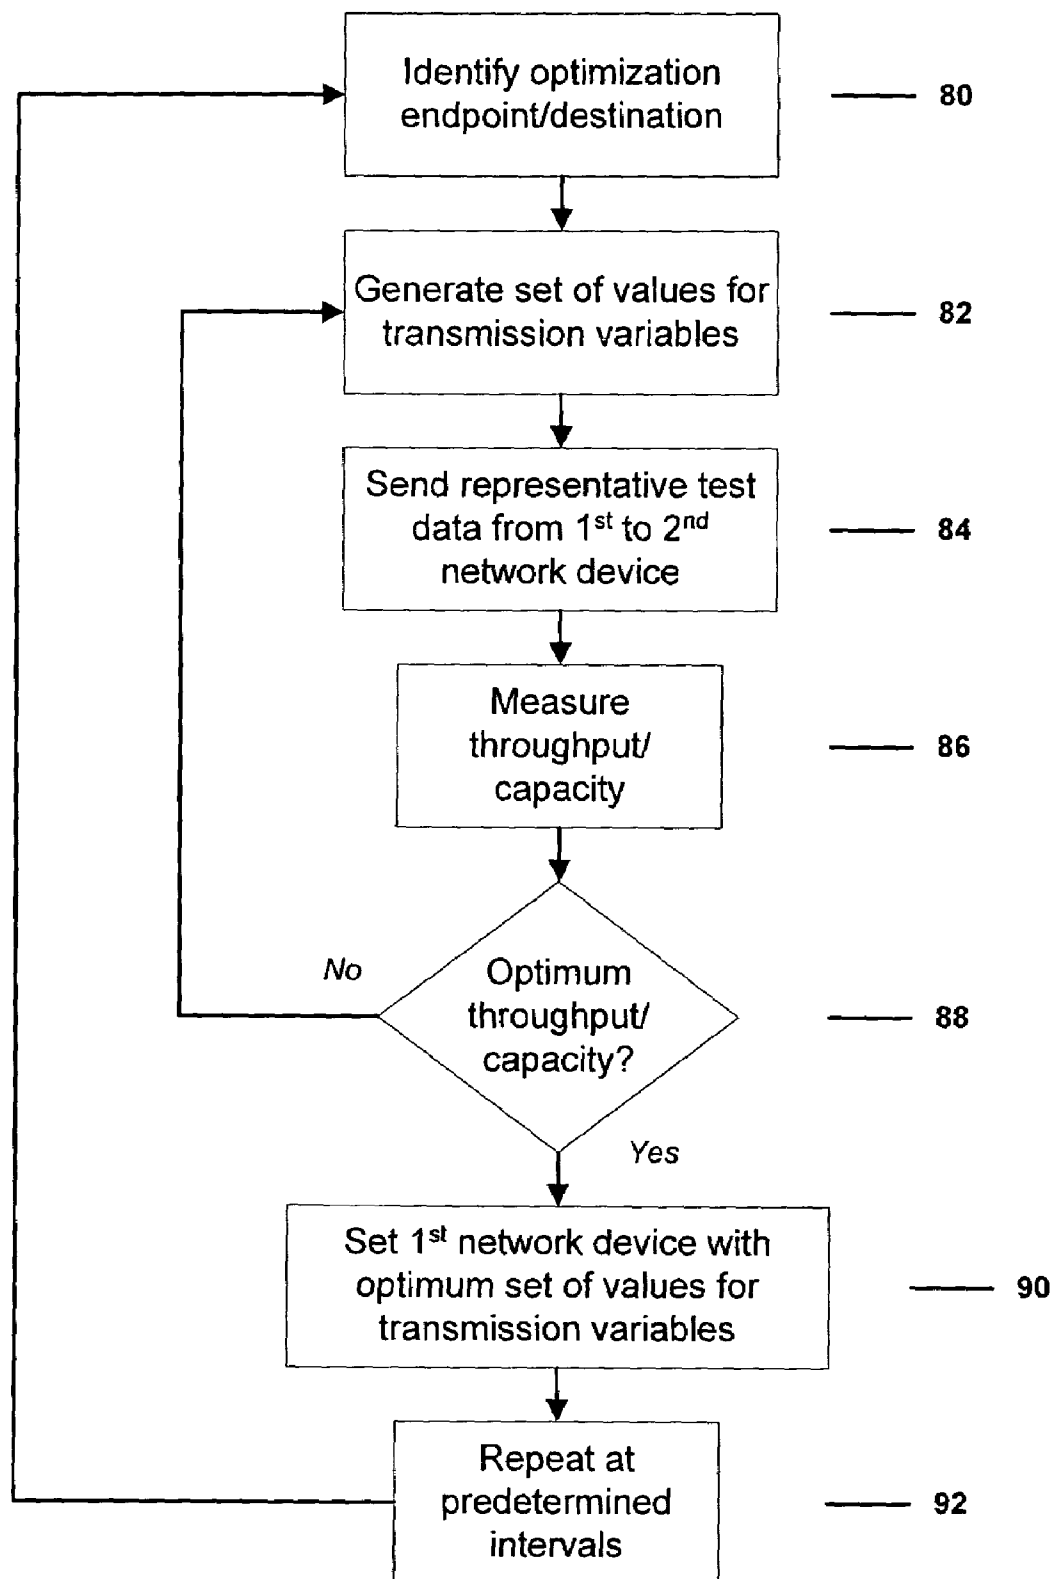 Identify optimization
endpoint/destination
80
Generate set of values for
transmission variables
82
Send representative test
data from 1st to 2nd
network device
84
Measure
throughput/
capacity
86
No
Optimum
throughput/
capacity?
88
Yes
Set 1st network device with
optimum set of values for
transmission variables
90
Repeat at
predetermined
intervals
92